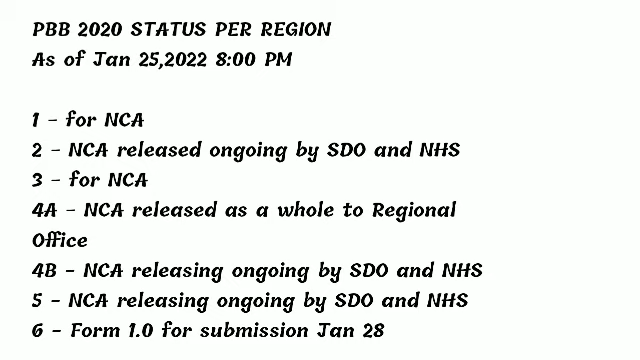 PBB 2020 STATUS PER REGION
As of Jan 25,2022 8:00 PM
1 - for NCA
2 - NCA released ongoing by SDO and NHS
3 - for NCA
4A - NCA released as a whole to Regional
Office
4B - NCA releasing ongoing by SDO and NHS
5 - NCA releasing ongoing by SDO and NHS
6 - Form 1.0 for submission Jan 28